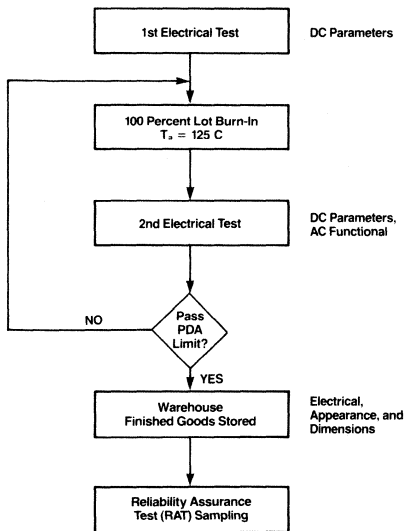 1st Electrical Test
DC Parameters
100 Percent Lot Burn-In
Tₐ = 125 C
2nd Electrical Test
DC Parameters,
AC Functional
Pass
PDA
Limit?
NO
YES
Warehouse
Finished Goods Stored
Electrical,
Appearance, and
Dimensions
Reliability Assurance
Test (RAT) Sampling